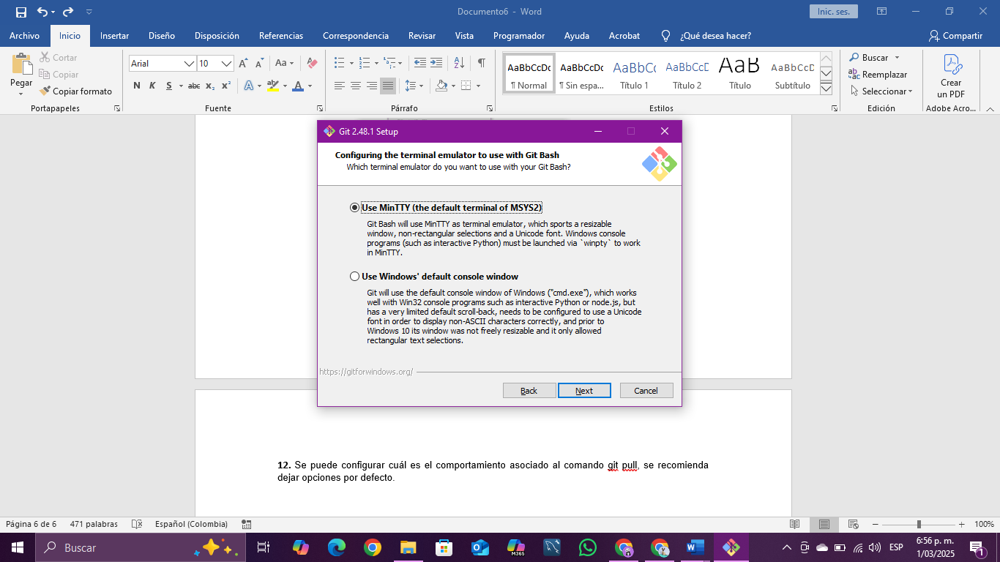 Documento6 - Word
Inic. ses.
Archivo Inicio Insertar Diseño Disposición Referencias Correspondencia Revisar Vista Programador Ayuda Acrobat ¿Qué desea hacer? Compartir
Pegar
Cortar
Copiar
Copiar formato
Portapapeles
Arial 10
Fuente
Párrafo
AaBbCcDc AaBbCcDc AaBbCc AaBbCcD AaB AaBbCcD
¶ Normal ¶ Sin espa... Título 1 Título 2 Título Subtítulo
Estilos
Buscar
Reemplazar
Seleccionar
Edición
Crear
un PDF
Adobe Acro...
Git 2.48.1 Setup
Configuring the terminal emulator to use with Git Bash
Which terminal emulator do you want to use with your Git Bash?
Use MinTTY (the default terminal of MSYS2)
Git Bash will use MinTTY as terminal emulator, which sports a resizable
window, non-rectangular selections and a Unicode font. Windows console
programs (such as interactive Python) must be launched via `winpty` to work
in MinTTY.
Use Windows' default console window
Git will use the default console window of Windows ("cmd.exe"), which works
well with Win32 console programs such as interactive Python or node.js, but
has a very limited default scroll-back, needs to be configured to use a Unicode
font in order to display non-ASCII characters correctly, and prior to
Windows 10 its window was not freely resizable and it only allowed
rectangular text selections.
https://gitforwindows.org/
Back Next Cancel
12. Se puede configurar cuál es el comportamiento asociado al comando git pull, se recomienda
dejar opciones por defecto.
Página 6 de 6 471 palabras Español (Colombia) 100%
Buscar
M365
ESP
6:56 p. m.
1/03/2025
1